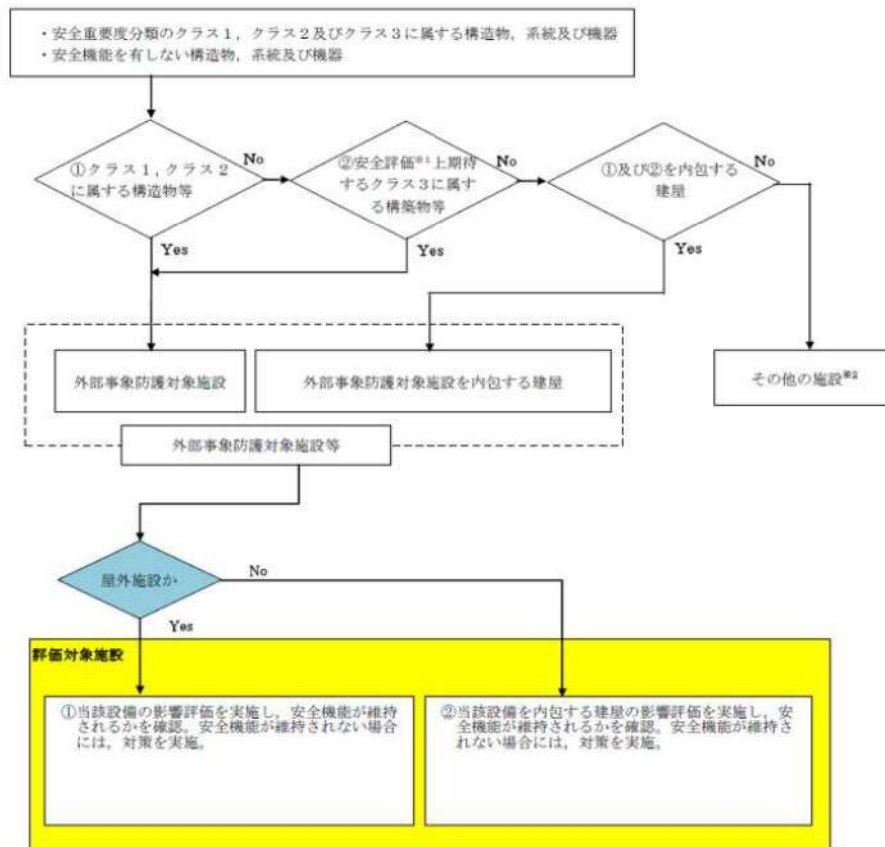 ・安全重要度分類のクラス１，クラス２及びクラス３に属する構造物，系統及び機器
・安全機能を有しない構造物，系統及び機器
①クラス１，クラス２
に属する構造物等
No
②安全評価※１上期待
するクラス３に属す
る構築物等
No
①及び②を内包する
建屋
No
Yes
Yes
Yes
外部事象防護対象施設
外部事象防護対象施設を内包する建屋
その他の施設※２
外部事象防護対象施設等
屋外施設か
No
Yes
評価対象施設
①当該設備の影響評価を実施し，安全機能が維持
されるかを確認。安全機能が維持されない場合
には，対策を実施。
②当該設備を内包する建屋の影響評価を実施し，安
全機能が維持されるかを確認。安全機能が維持さ
れない場合には，対策を実施。